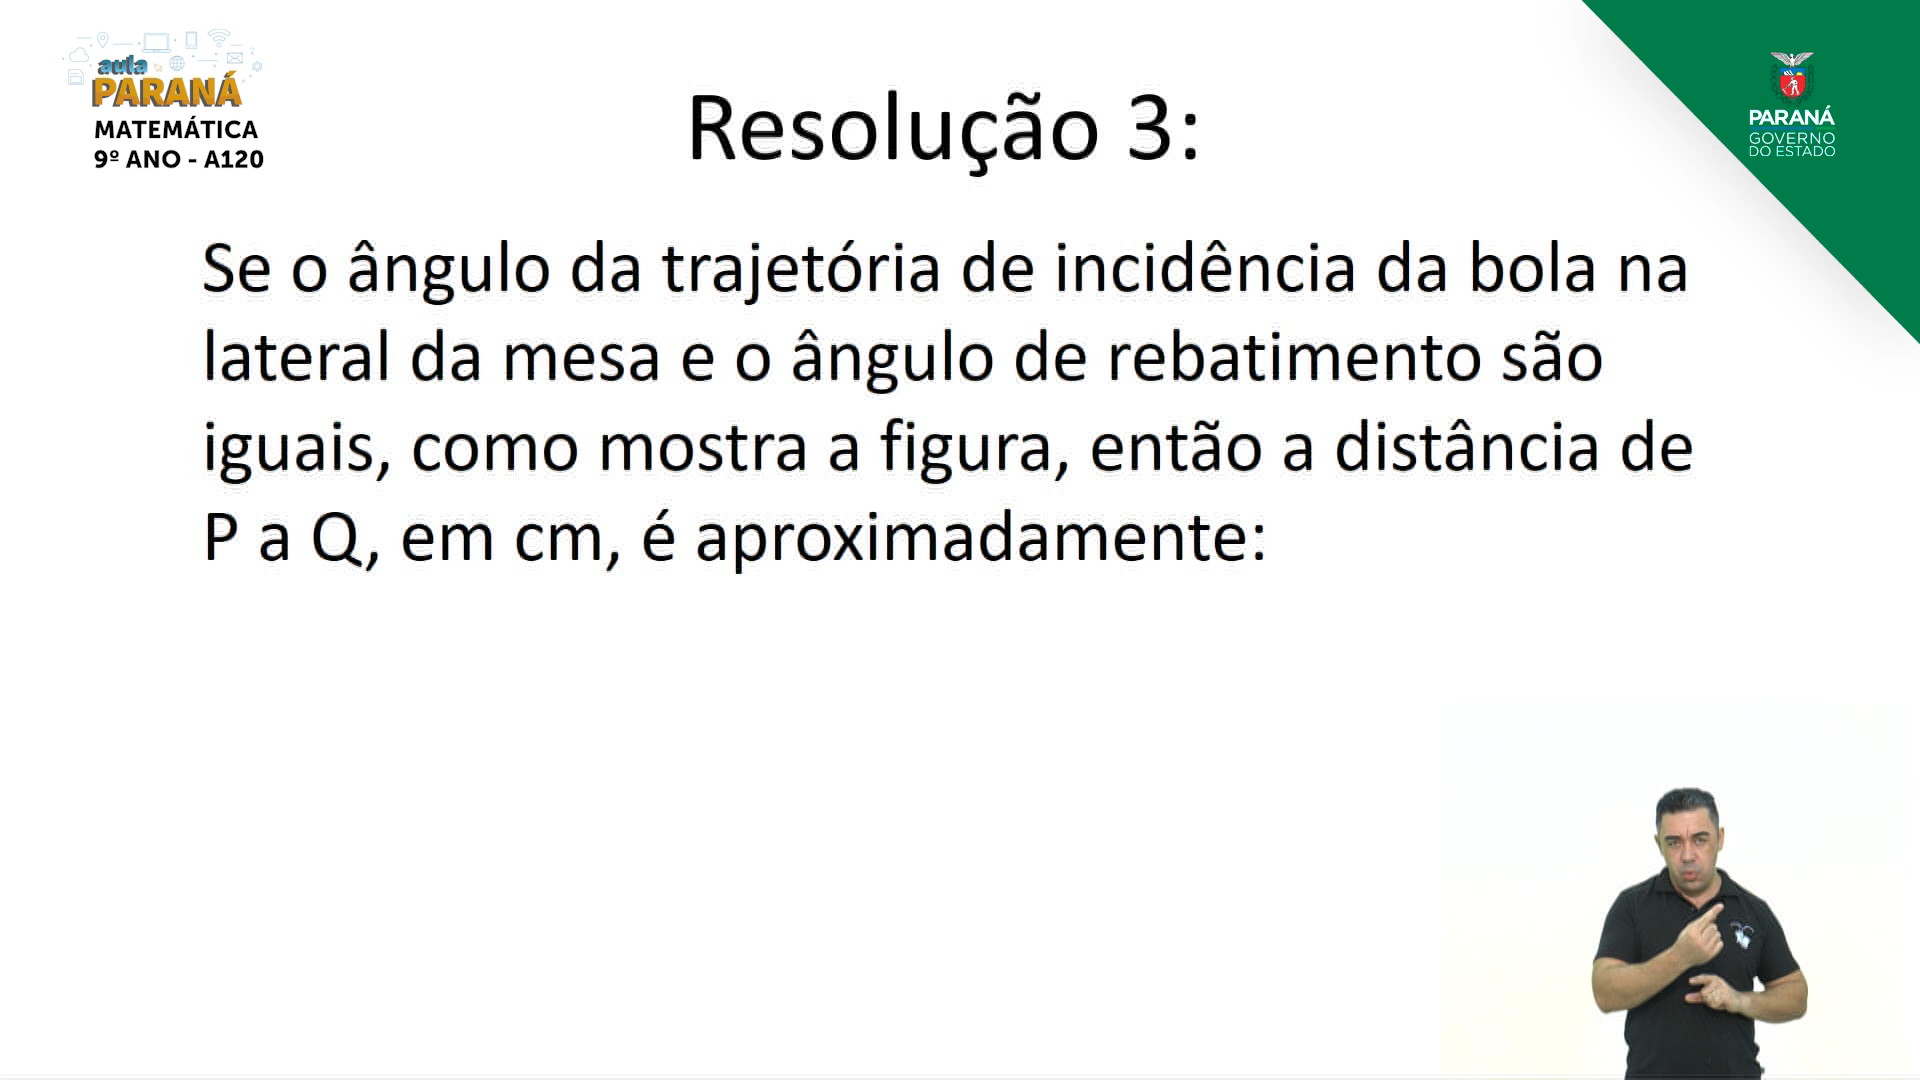 aula
PARANÁ
MATEMÁTICA
9º ANO - A120
PARANÁ
GOVERNO
DO ESTADO
Resolução 3:
Se o ângulo da trajetória de incidência da bola na
lateral da mesa e o ângulo de rebatimento são
iguais, como mostra a figura, então a distância de
P a Q, em cm, é aproximadamente: